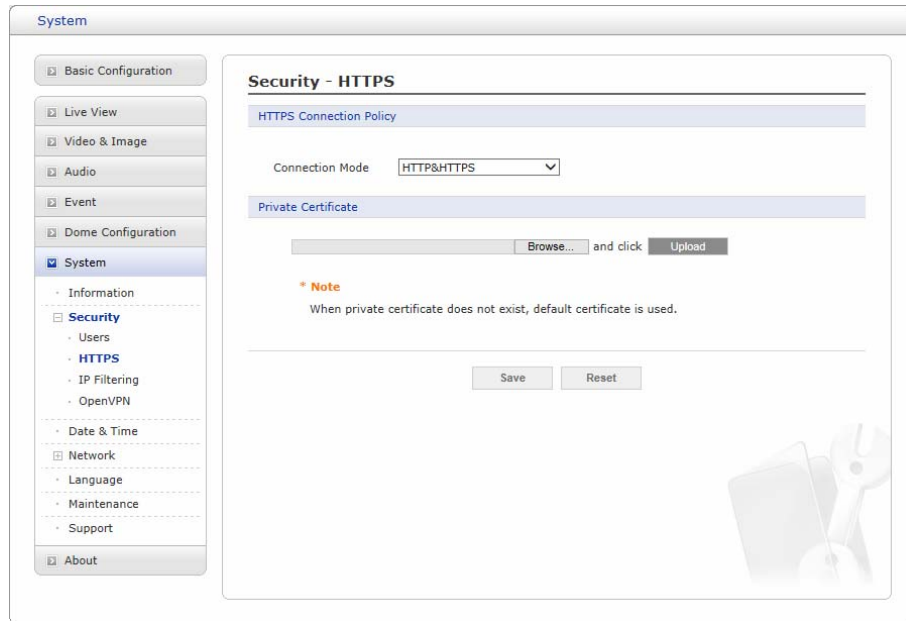 System
Basic Configuration
Live View
Video & Image
Audio
Event
Dome Configuration
System
· Information
Security
· Users
· HTTPS
· IP Filtering
· OpenVPN
· Date & Time
Network
· Language
· Maintenance
· Support
About
Security - HTTPS
HTTPS Connection Policy
Connection Mode HTTP&HTTPS
Private Certificate
Browse... and click Upload
* Note
When private certificate does not exist, default certificate is used.
Save Reset